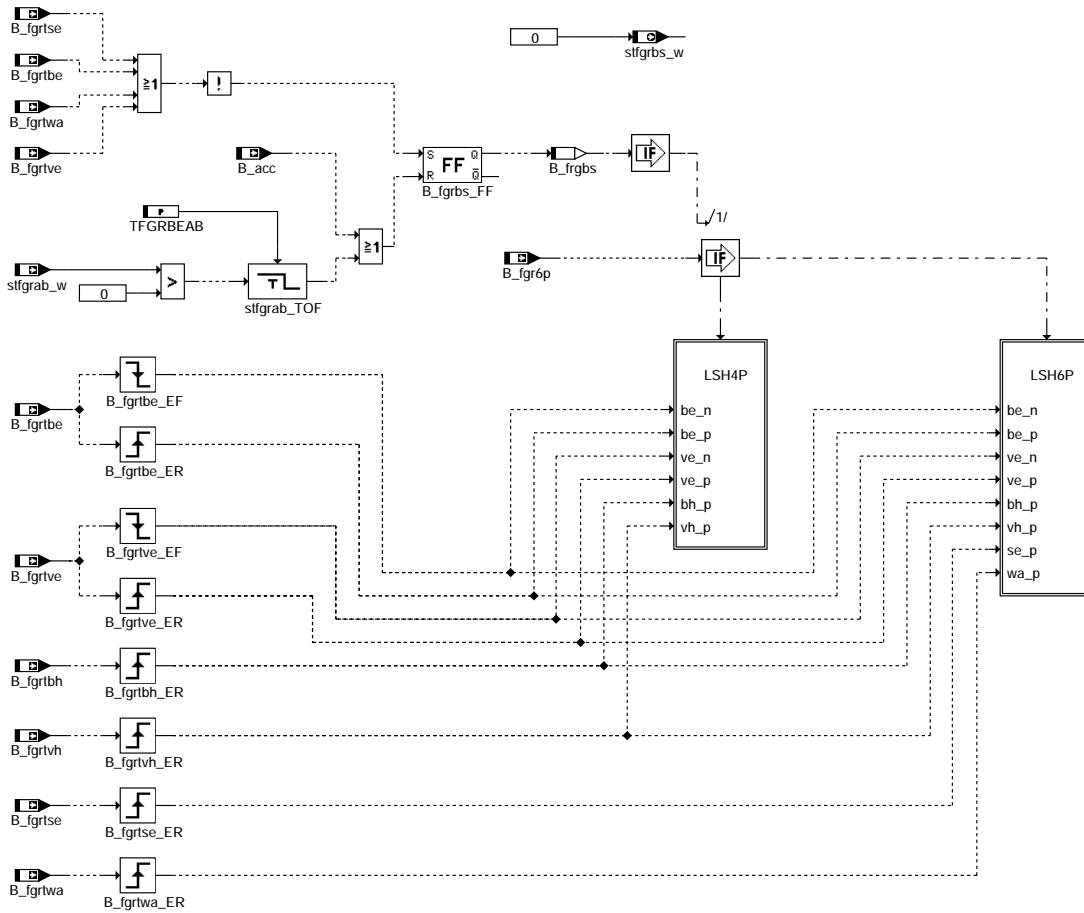 B_fgrtse
B_fgrtbe
B_fgrtwa
B_fgrtve
≥1
!
0
stfgrbs_w
B_acc
S
R
FF
Q
Q̅
B_fgrbs_FF
B_frgbs
IF
/1/
P
TFGRBEAB
≥1
stfgrab_w
0
>
T
stfgrab_TOF
B_fgr6p
IF
LSH4P
be_n
be_p
ve_n
ve_p
bh_p
vh_p
LSH6P
be_n
be_p
ve_n
ve_p
bh_p
vh_p
se_p
wa_p
B_fgrtbe
B_fgrtbe_EF
B_fgrtbe_ER
B_fgrtve
B_fgrtve_EF
B_fgrtve_ER
B_fgrtbh
B_fgrtbh_ER
B_fgrtvh
B_fgrtvh_ER
B_fgrtse
B_fgrtse_ER
B_fgrtwa
B_fgrtwa_ER